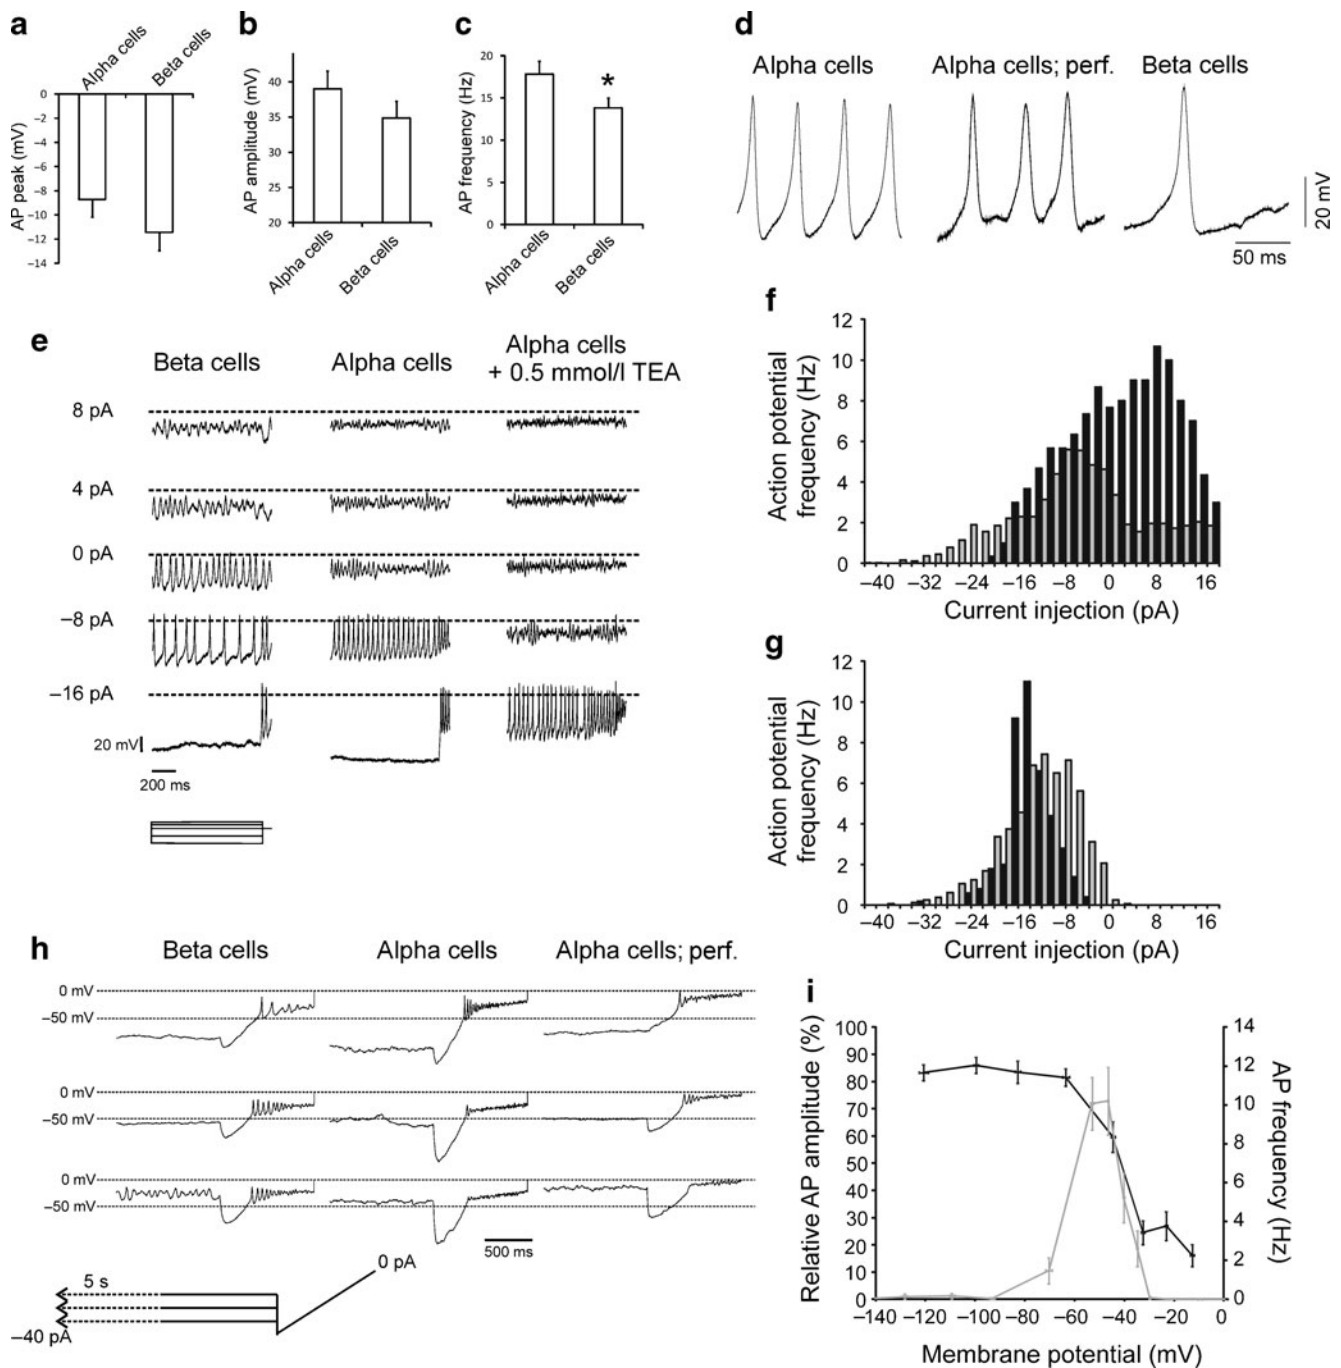 a
Alpha cells
Beta cells
0
−2
−4
−6
−8
−10
−12
−14
AP peak (mV)
b
40
35
30
25
20
AP amplitude (mV)
Alpha cells
Beta cells
c
20
15
10
5
0
AP frequency (Hz)
*
Alpha cells
Beta cells
d
Alpha cells
Alpha cells; perf.
Beta cells
20 mV
50 ms
e
Beta cells
Alpha cells
Alpha cells
+ 0.5 mmol/l TEA
8 pA
4 pA
0 pA
−8 pA
−16 pA
20 mV
200 ms
f
12
10
8
6
4
2
0
Action potential
frequency (Hz)
−40 −32 −24 −16 −8 0 8 16
Current injection (pA)
g
12
10
8
6
4
2
0
Action potential
frequency (Hz)
−40 −32 −24 −16 −8 0 8 16
Current injection (pA)
h
Beta cells
Alpha cells
Alpha cells; perf.
0 mV
−50 mV
0 mV
−50 mV
0 mV
−50 mV
500 ms
0 pA
5 s
−40 pA
i
100
90
80
70
60
50
40
30
20
10
0
Relative AP amplitude (%)
14
12
10
8
6
4
2
0
AP frequency (Hz)
−140 −120 −100 −80 −60 −40 −20 0
Membrane potential (mV)